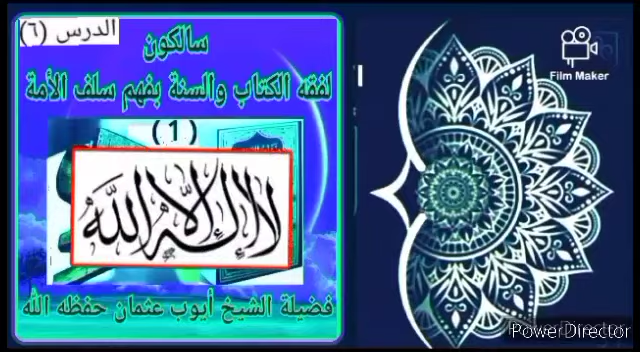 الدرس (٦)
سالكون
لفقه الكتاب والسنة بفهم سلف الأمة
(1)
لا إله إلا الله
فضيلة الشيخ أيوب عثمان حفظه الله
Film Maker
PowerDirector
PowerDirector